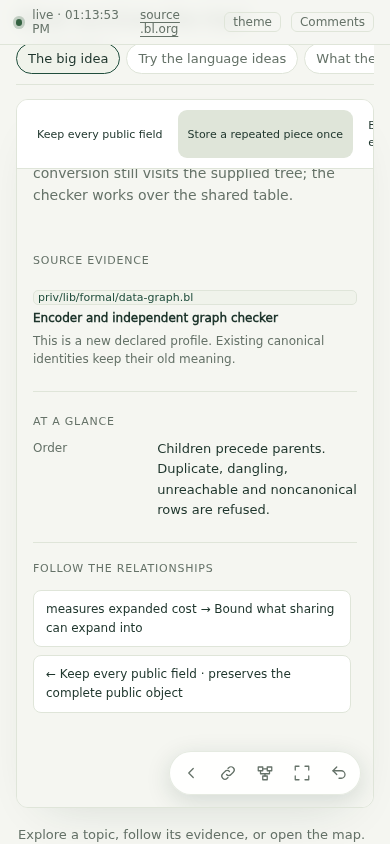 live · 01:13:53
PM
source
.bl.org
theme
Comments
The big idea
Try the language ideas
What the
Keep every public field
Store a repeated piece once
conversion still visits the supplied tree; the
checker works over the shared table.
SOURCE EVIDENCE
priv/lib/formal/data-graph.bl
Encoder and independent graph checker
This is a new declared profile. Existing canonical
identities keep their old meaning.
AT A GLANCE
Order
Children precede parents.
Duplicate, dangling,
unreachable and noncanonical
rows are refused.
FOLLOW THE RELATIONSHIPS
measures expanded cost → Bound what sharing
can expand into
← Keep every public field · preserves the
complete public object
Explore a topic, follow its evidence, or open the map.